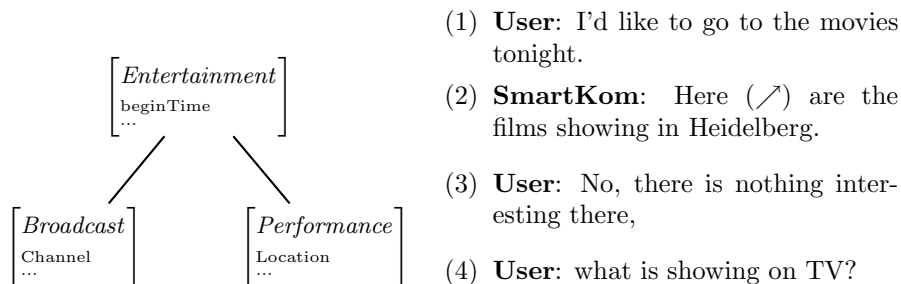 Entertainment
beginTime
...
Broadcast
Channel
...
Performance
Location
...
(1) User: I'd like to go to the movies
tonight.
(2) SmartKom: Here (↗) are the
films showing in Heidelberg.
(3) User: No, there is nothing inter-
esting there,
(4) User: what is showing on TV?